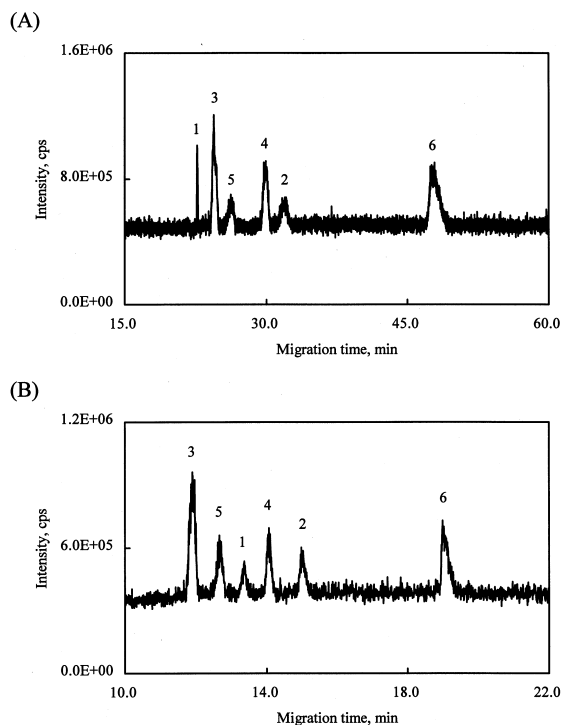 (A)
1.6E+06
3
1
4
6
5
2
8.0E+05
Intensity, cps
0.0E+00
15.0 30.0 45.0 60.0
Migration time, min
(B)
1.2E+06
3
6
5
4
2
1
6.0E+05
Intensity, cps
0.0E+00
10.0 14.0 18.0 22.0
Migration time, min